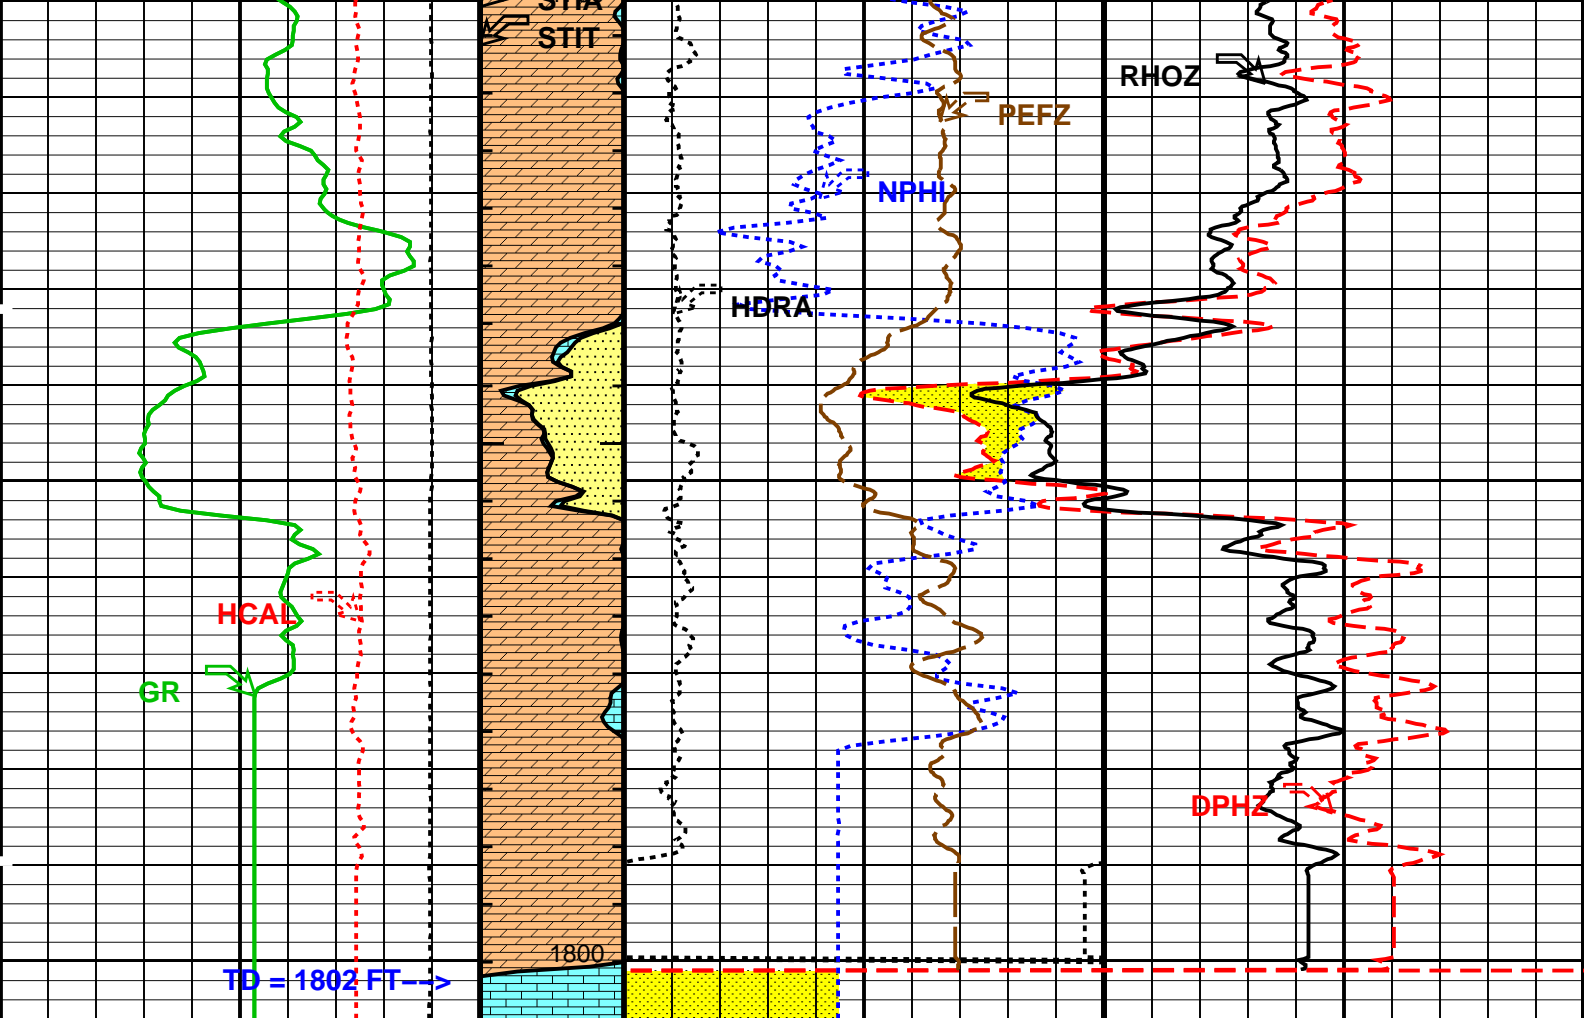 STIT
RHOZ
PEFZ
NPHI
HDRA
HCAL
GR
DPHZ
1800
TD = 1802 FT-->